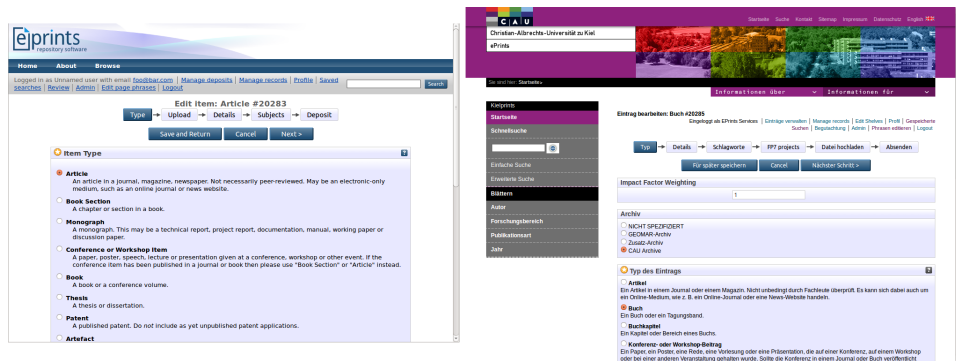 eprints
repository software
Home About Browse
Logged in as Unnamed user with email foo@bar.com | Manage deposits | Manage records | Profile | Saved
searches | Review | Admin | Edit page phrases | Logout
Search
Edit item: Article #20283
Type → Upload → Details → Subjects → Deposit
Save and Return Cancel Next >
Item Type
Article
An article in a journal, magazine, newspaper. Not necessarily peer-reviewed. May be an electronic-only
medium, such as an online journal or news website.
Book Section
A chapter or section in a book.
Monograph
A monograph. This may be a technical report, project report, documentation, manual, working paper or
discussion paper.
Conference or Workshop Item
A paper, poster, speech, lecture or presentation given at a conference, workshop or other event. If the
conference item has been published in a journal or book then please use "Book Section" or "Article" instead.
Book
A book or a conference volume.
Thesis
A thesis or dissertation.
Patent
A published patent. Do not include as yet unpublished patent applications.
Artefact
C A U
Startseite Suche Kontakt Sitemap Impressum Datenschutz English
Christian-Albrechts-Universität zu Kiel
ePrints
Sie sind hier: Startseite»
Informationen über Informationen für
Kielprints
Startseite
Schnellsuche
Einfache Suche
Erweiterte Suche
Blättern
Autor
Forschungsbereich
Publikationsart
Jahr
Eintrag bearbeiten: Buch #20285
Eingeloggt als EPrints Services | Einträge verwalten | Manage records | Edit Shelves | Profil | Gespeicherte
Suchen | Begutachtung | Admin | Phrasen editieren | Logout
Typ → Details → Schlagworte → FP7 projects → Datei hochladen → Absenden
Für später speichern Cancel Nächster Schritt >
Impact Factor Weighting
1
Archiv
NICHT SPEZIFIZIERT
GEOMAR-Archiv
Zusatz-Archiv
CAU Archive
Typ des Eintrags
Artikel
Ein Artikel in einem Journal oder einem Magazin. Nicht unbedingt durch Fachleute überprüft. Es kann sich dabei auch um
ein Online-Medium, wie z. B. ein Online-Journal oder eine News-Website handeln.
Buch
Ein Buch oder ein Tagungsband.
Buchkapitel
Ein Kapitel oder Bereich eines Buchs.
Konferenz- oder Workshop-Beitrag
Ein Paper, ein Poster, eine Rede, eine Vorlesung oder eine Präsentation, die auf einer Konferenz, auf einem Workshop
oder bei einer anderen Veranstaltung gehalten wurde. Sollte die Konferenz in einem Journal oder Buch veröffentlicht